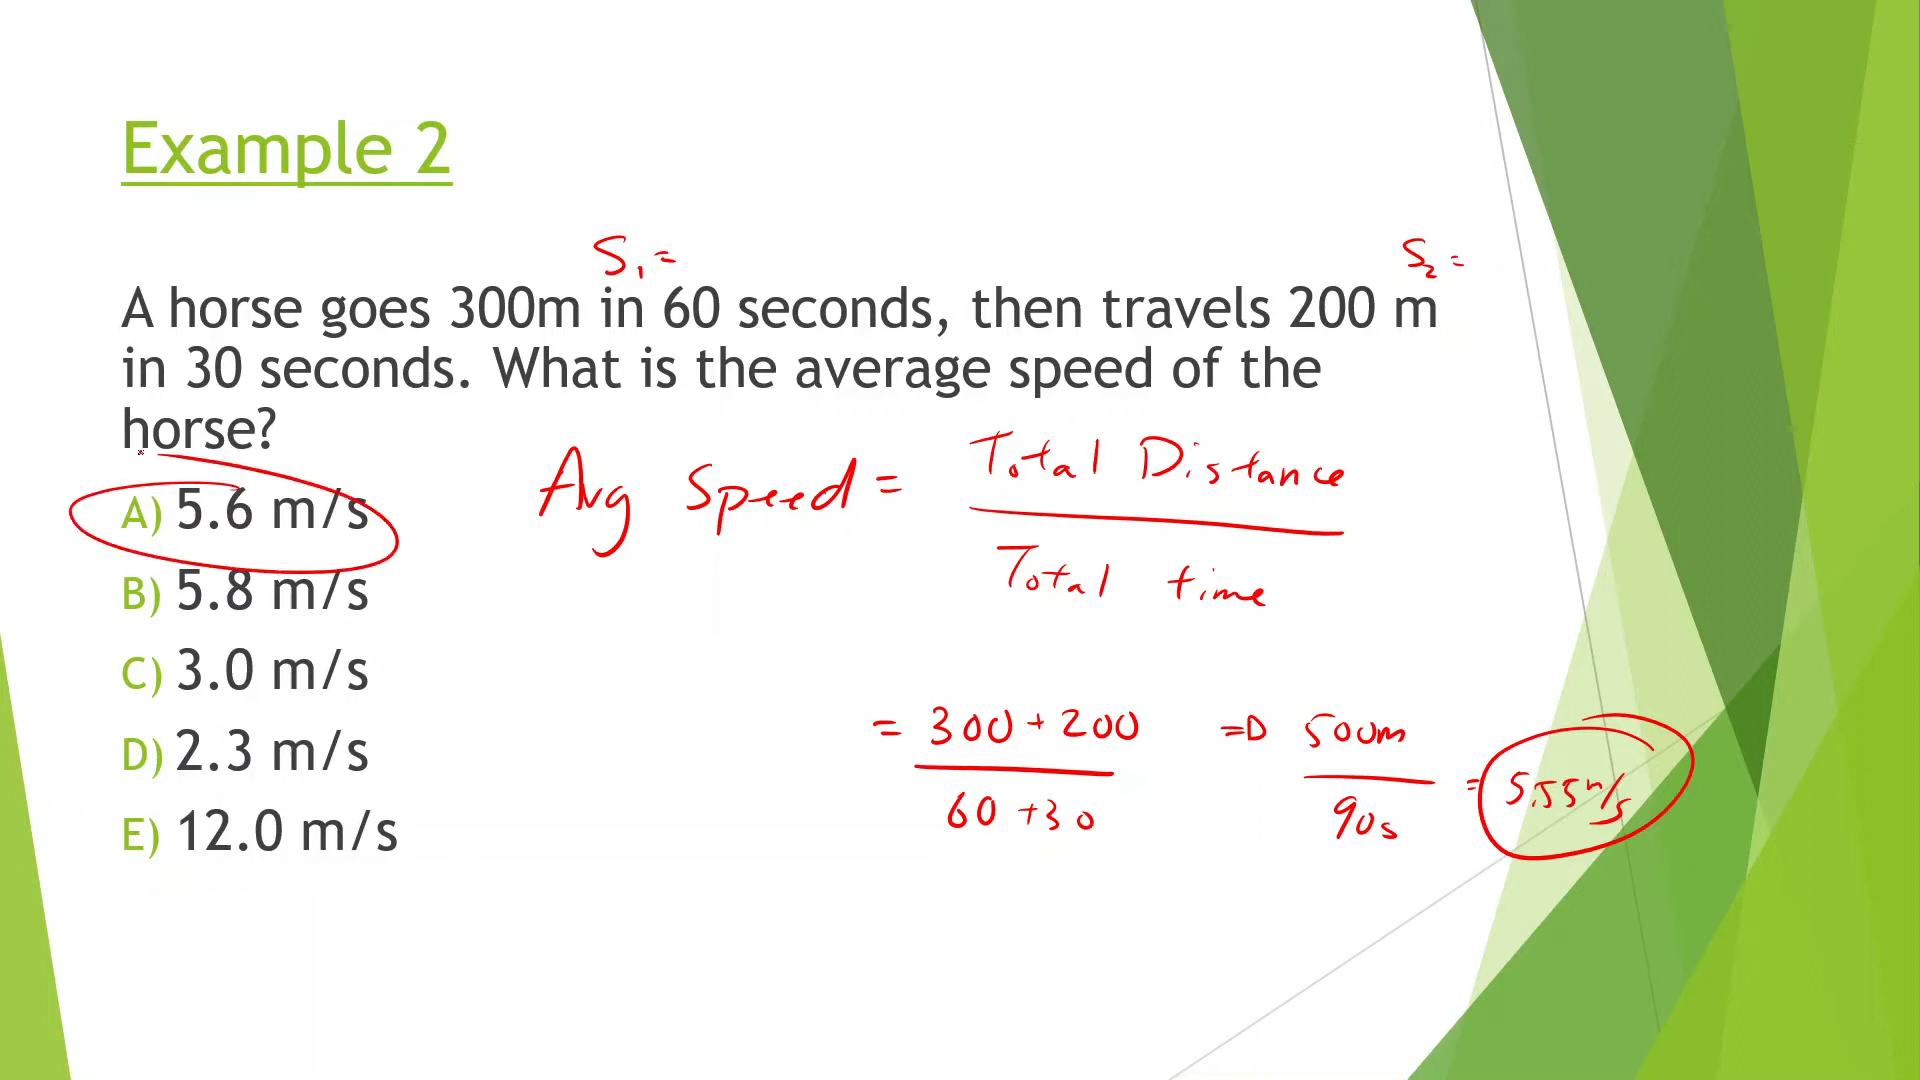 Example 2
S1 = S2 =
A horse goes 300m in 60 seconds, then travels 200 m
in 30 seconds. What is the average speed of the
horse?
Avg Speed = Total Distance
Total time
A) 5.6 m/s
B) 5.8 m/s
C) 3.0 m/s
D) 2.3 m/s
E) 12.0 m/s
= 300 + 200 => 500m
60 + 30 90s = 5.55 m/s